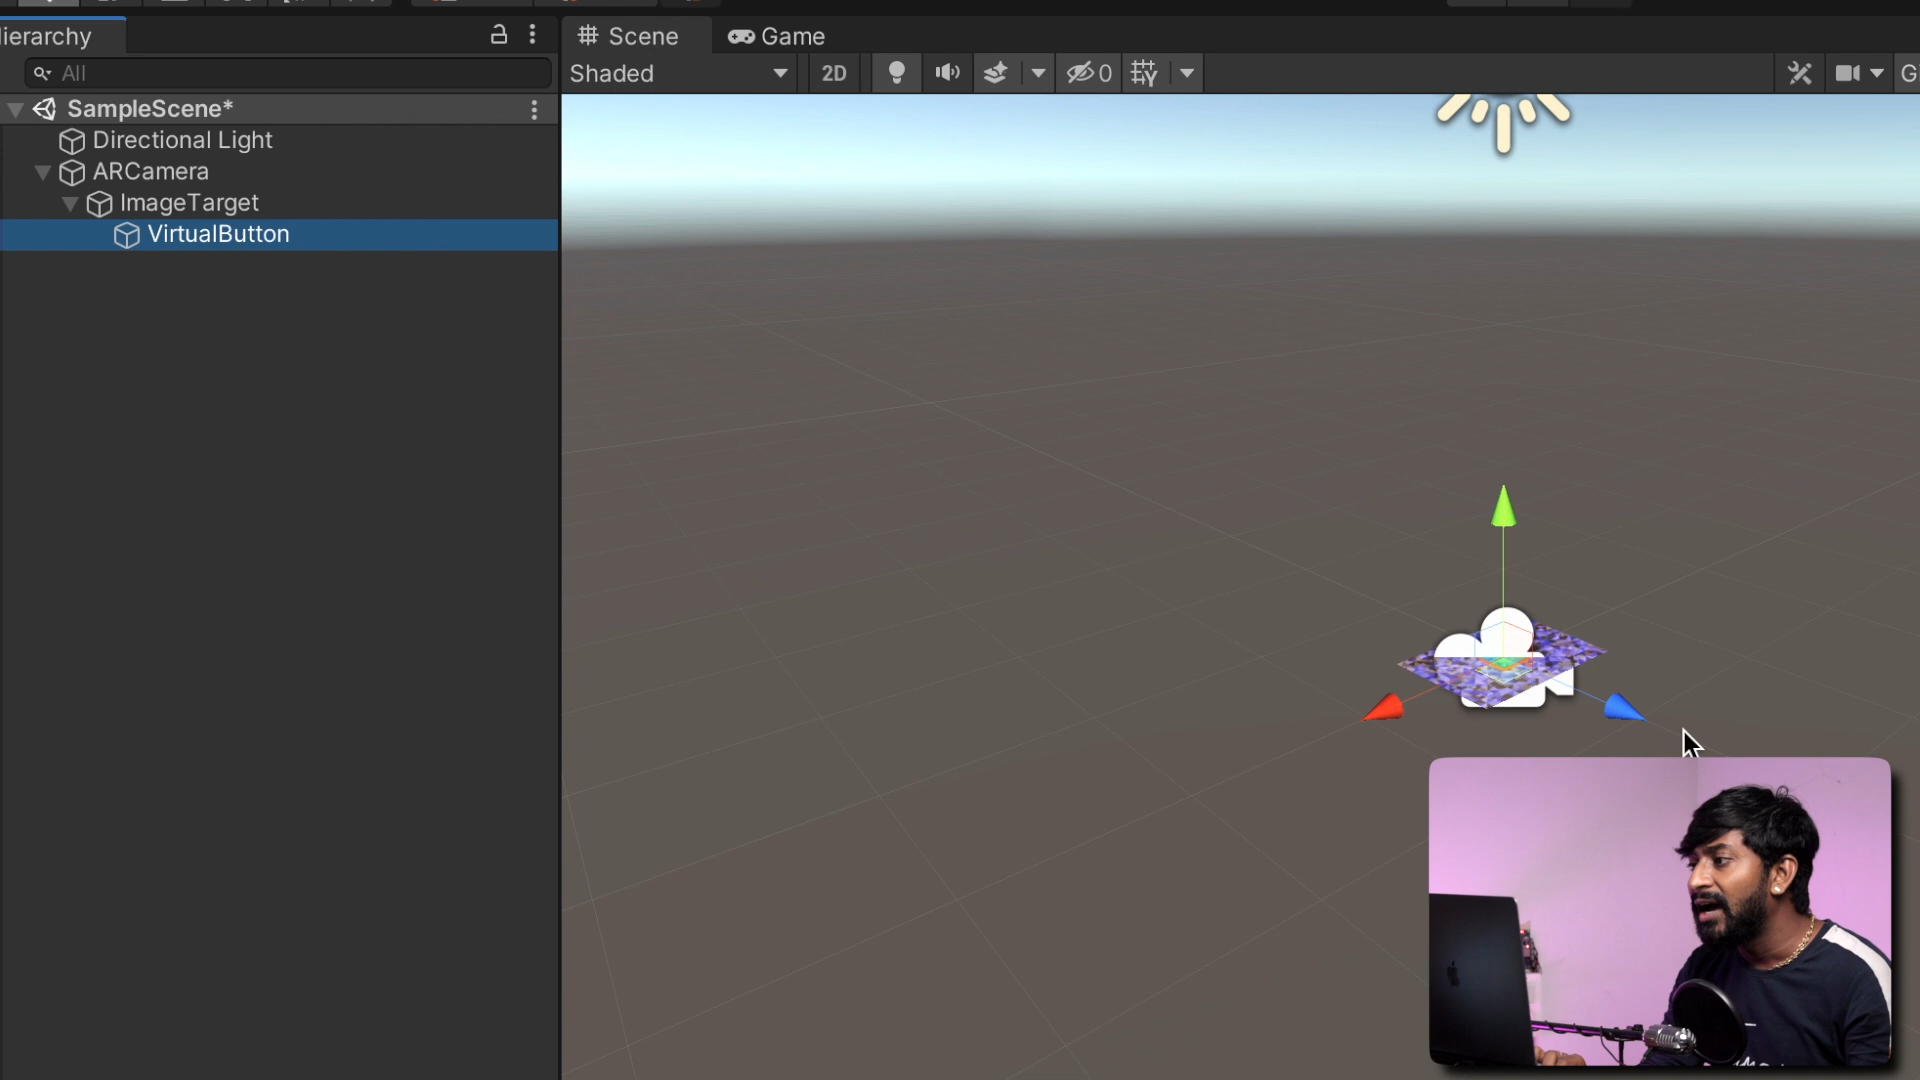 ierarchy
Scene
Game
All
Shaded
2D
0
G
SampleScene*
Directional Light
ARCamera
ImageTarget
VirtualButton